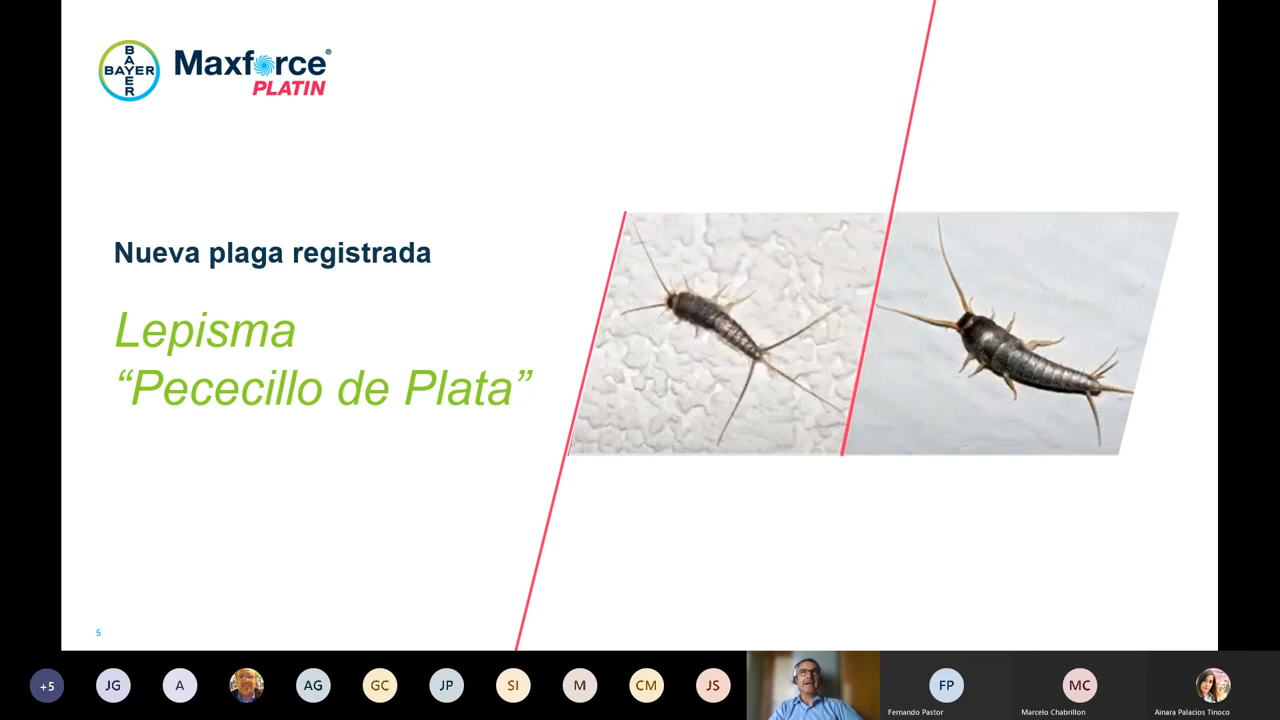 BAYER
BAYER
Maxforce®
PLATIN
Nueva plaga registrada
Lepisma
“Pececillo de Plata”
5
+5
JG
A
AG
GC
JP
SI
M
CM
JS
FP
MC
Fernando Pastor
Marcelo Chabrillon
Ainara Palacios Tinoco